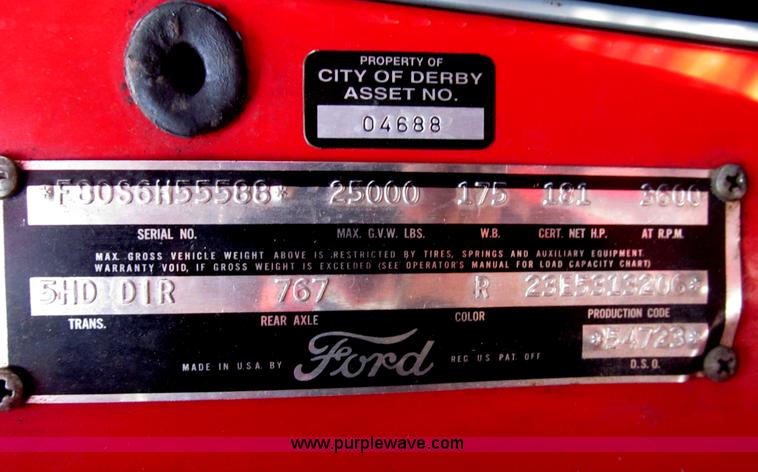 PROPERTY OF
CITY OF DERBY
ASSET NO.
04688
*F80S6H55588* 25000 175 181 3600
SERIAL NO. MAX. G.V.W. LBS. W.B. CERT. NET H.P. AT R.P.M.
MAX. GROSS VEHICLE WEIGHT ABOVE IS RESTRICTED BY TIRES, SPRINGS AND AUXILIARY EQUIPMENT.
WARRANTY VOID, IF GROSS WEIGHT IS EXCEEDED (SEE OPERATOR'S MANUAL FOR LOAD CAPACITY CHART)
5HD DIR 767 R 23E5313206*
TRANS. REAR AXLE COLOR PRODUCTION CODE
*54723*
MADE IN U.S.A. BY Ford REG US PAT. OFF D.S.O.
www.purplewave.com